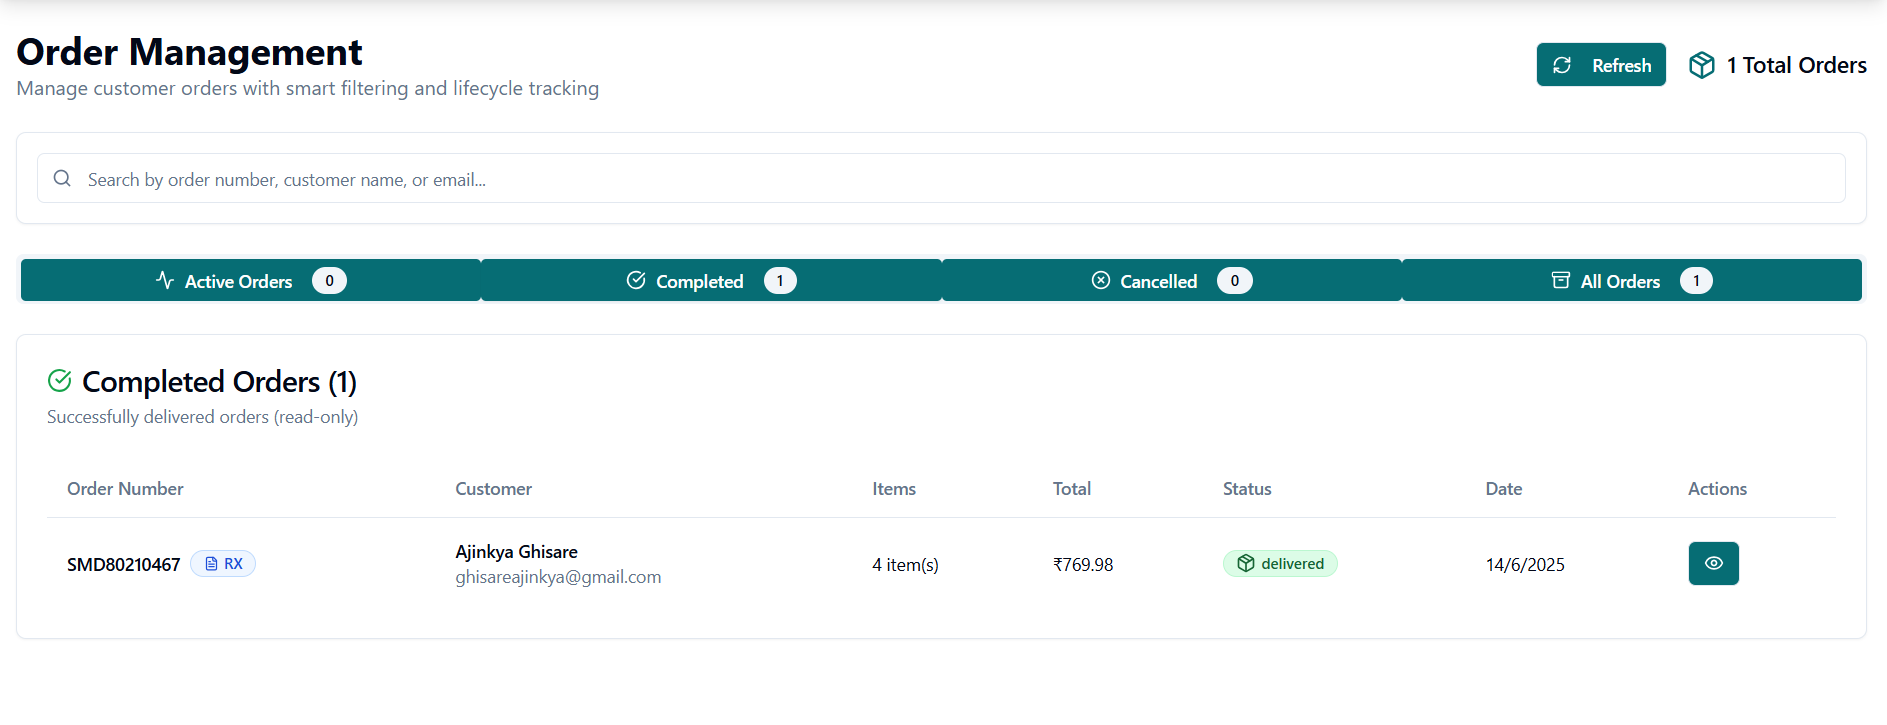 Order Management
Manage customer orders with smart filtering and lifecycle tracking
Refresh
1 Total Orders
Search by order number, customer name, or email...
Active Orders 0
Completed 1
Cancelled 0
All Orders 1
Completed Orders (1)
Successfully delivered orders (read-only)
Order Number Customer Items Total Status Date Actions
SMD80210467 RX Ajinkya Ghisare 4 item(s) ₹769.98 delivered 14/6/2025
ghisareajinkya@gmail.com